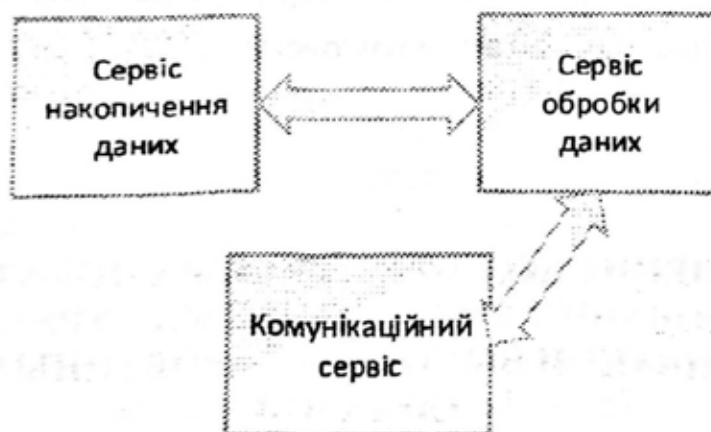 Сервіс
накопичення
даних
Сервіс
обробки
даних
Комунікаційний
сервіс